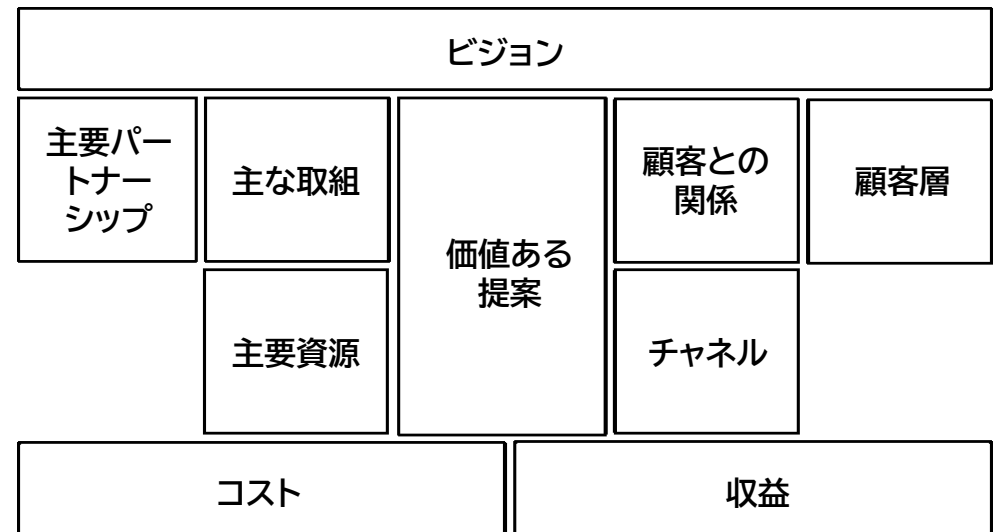 ビジョン
主要パー
トナー
シップ
主な取組
価値ある
提案
顧客との
関係
顧客層
主要資源
チャネル
コスト
収益